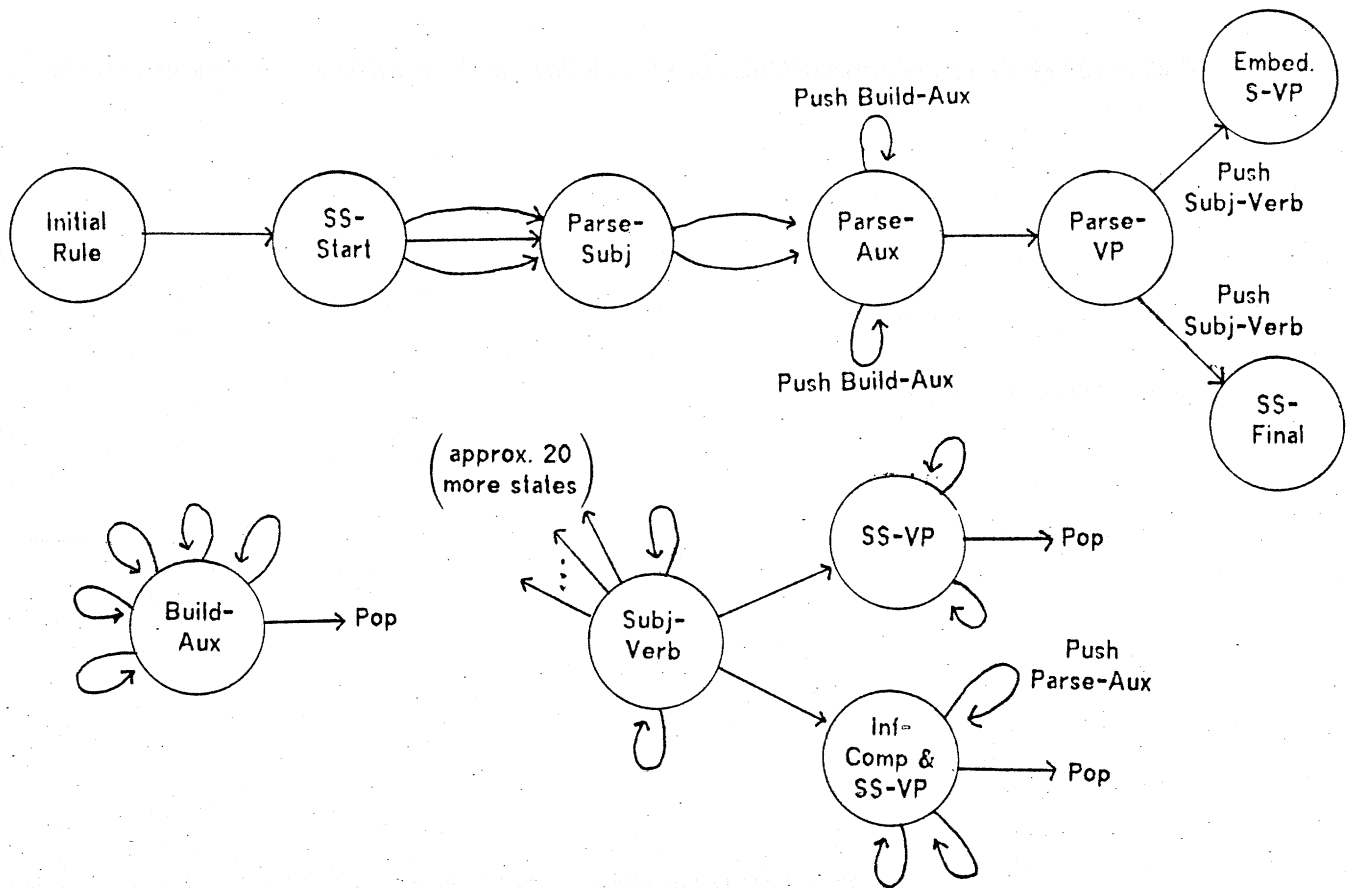 Embed.
S-VP
Push Build-Aux
Push
Subj-Verb
Initial
Rule
SS-
Start
Parse-
Subj
Parse-
Aux
Parse-
VP
Push
Subj-Verb
Push Build-Aux
SS-
Final
(approx. 20
more states)
SS-VP
Pop
Build-
Aux
Pop
Subj-
Verb
Push
Parse-Aux
Inf-
Comp &
SS-VP
Pop